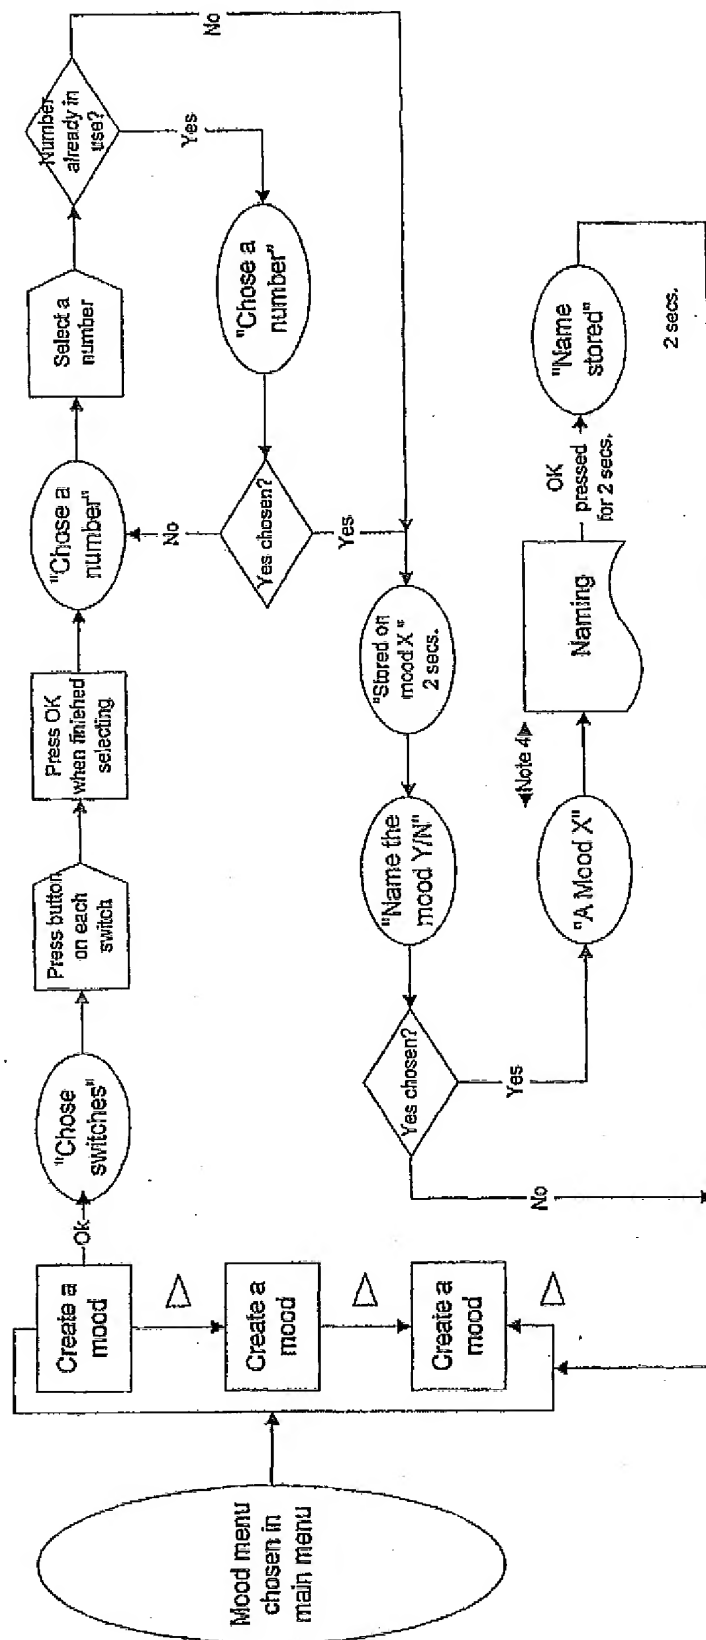 Mood menu
chosen in
main menu
Create a
mood
Ok
"Chose
switches"
Press button
on each
switch
Press OK
when finished
selecting
"Chose a
number"
Select a
number
Number
already in
use?
No
Yes
"Chose a
number"
Yes chosen?
No
Yes
Create a
mood
Create a
mood
"Stored on
mood X"
2 secs.
"Name the
mood Y/N"
Yes chosen?
Yes
No
"A Mood X"
Note 4
Naming
OK
pressed
for 2 secs.
"Name
stored"
2 secs.